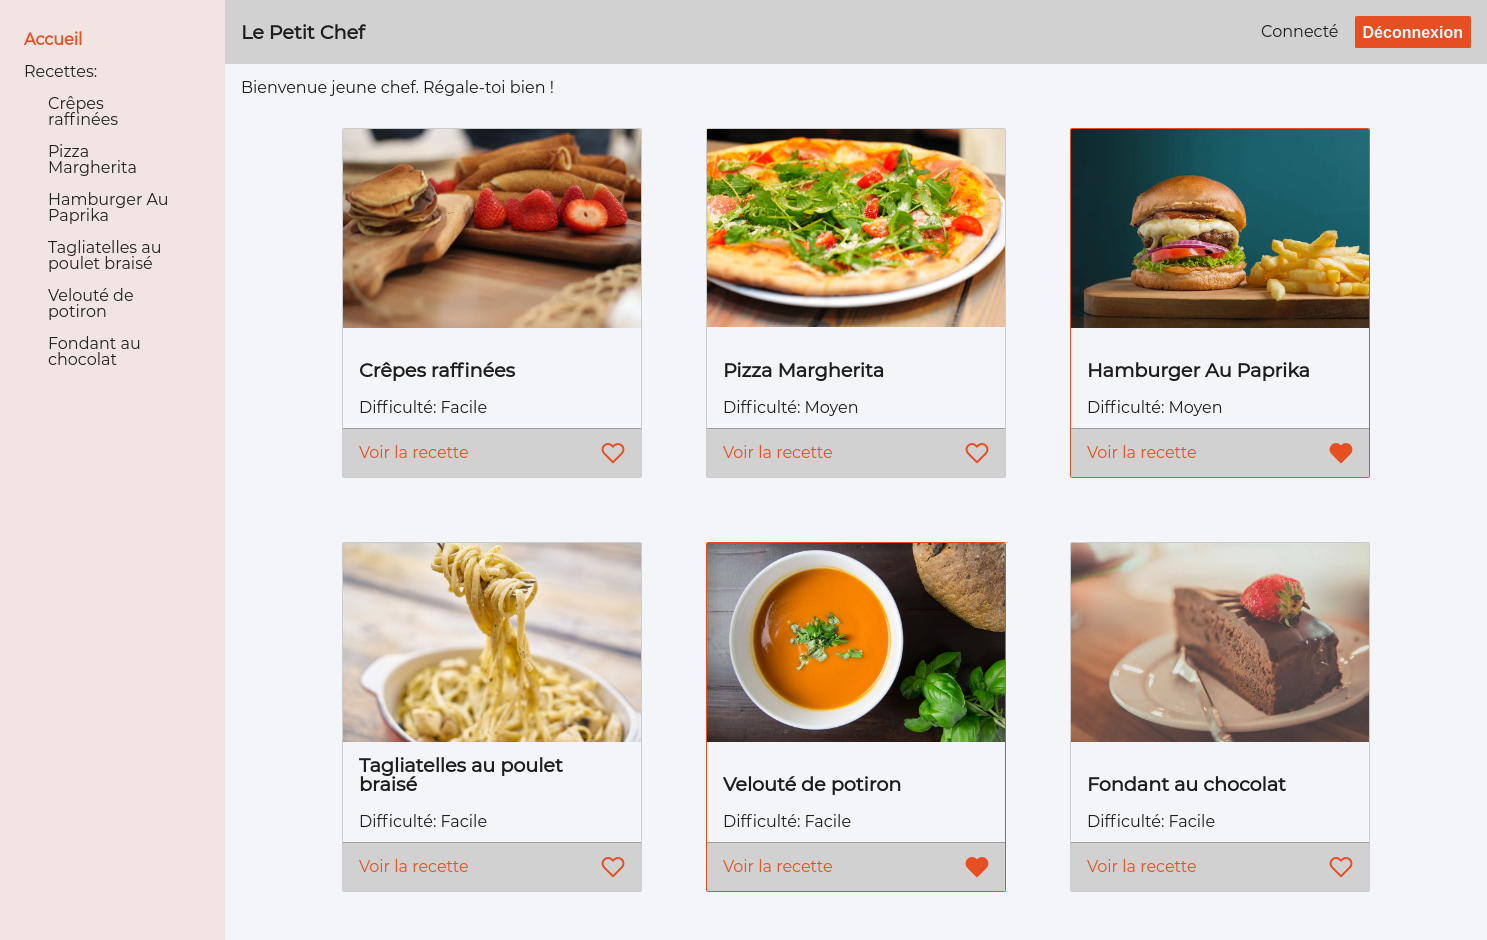 Accueil
Recettes:
Crêpes
raffinées
Pizza
Margherita
Hamburger Au
Paprika
Tagliatelles au
poulet braisé
Velouté de
potiron
Fondant au
chocolat
Le Petit Chef
Connecté
Déconnexion
Bienvenue jeune chef. Régale-toi bien !
Crêpes raffinées
Difficulté: Facile
Voir la recette
Pizza Margherita
Difficulté: Moyen
Voir la recette
Hamburger Au Paprika
Difficulté: Moyen
Voir la recette
Tagliatelles au poulet
braisé
Difficulté: Facile
Voir la recette
Velouté de potiron
Difficulté: Facile
Voir la recette
Fondant au chocolat
Difficulté: Facile
Voir la recette